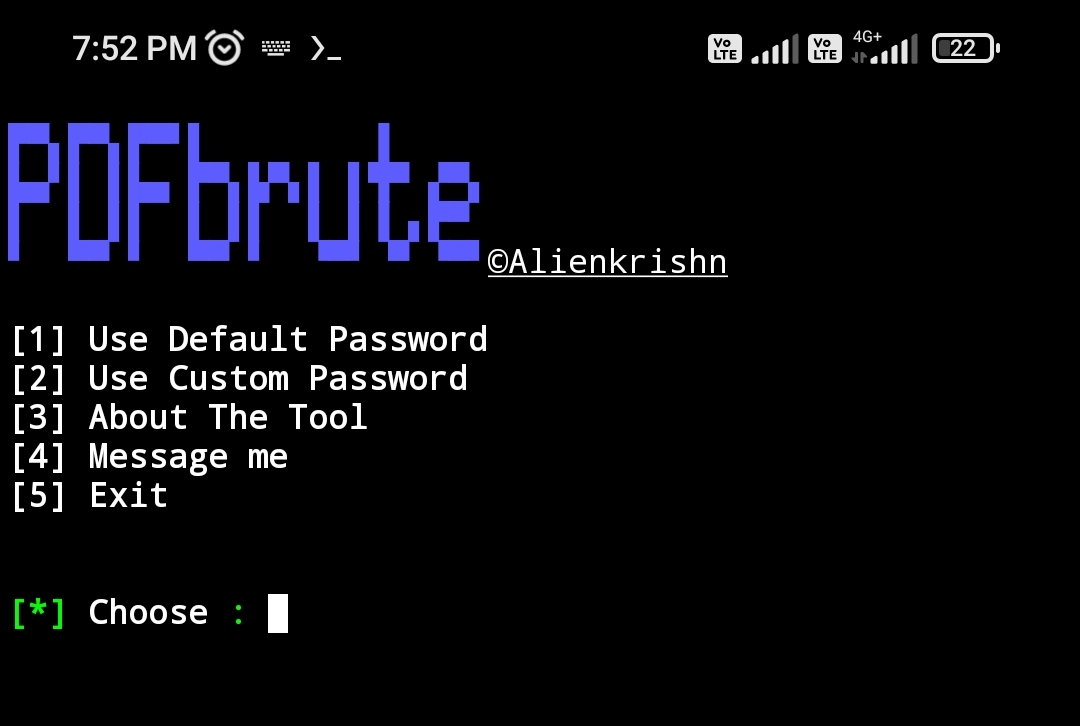 7:52 PM Vo LTE Vo LTE 4G+ 22
PDFbrute
©Alienkrishn
[1] Use Default Password
[2] Use Custom Password
[3] About The Tool
[4] Message me
[5] Exit
[*] Choose :